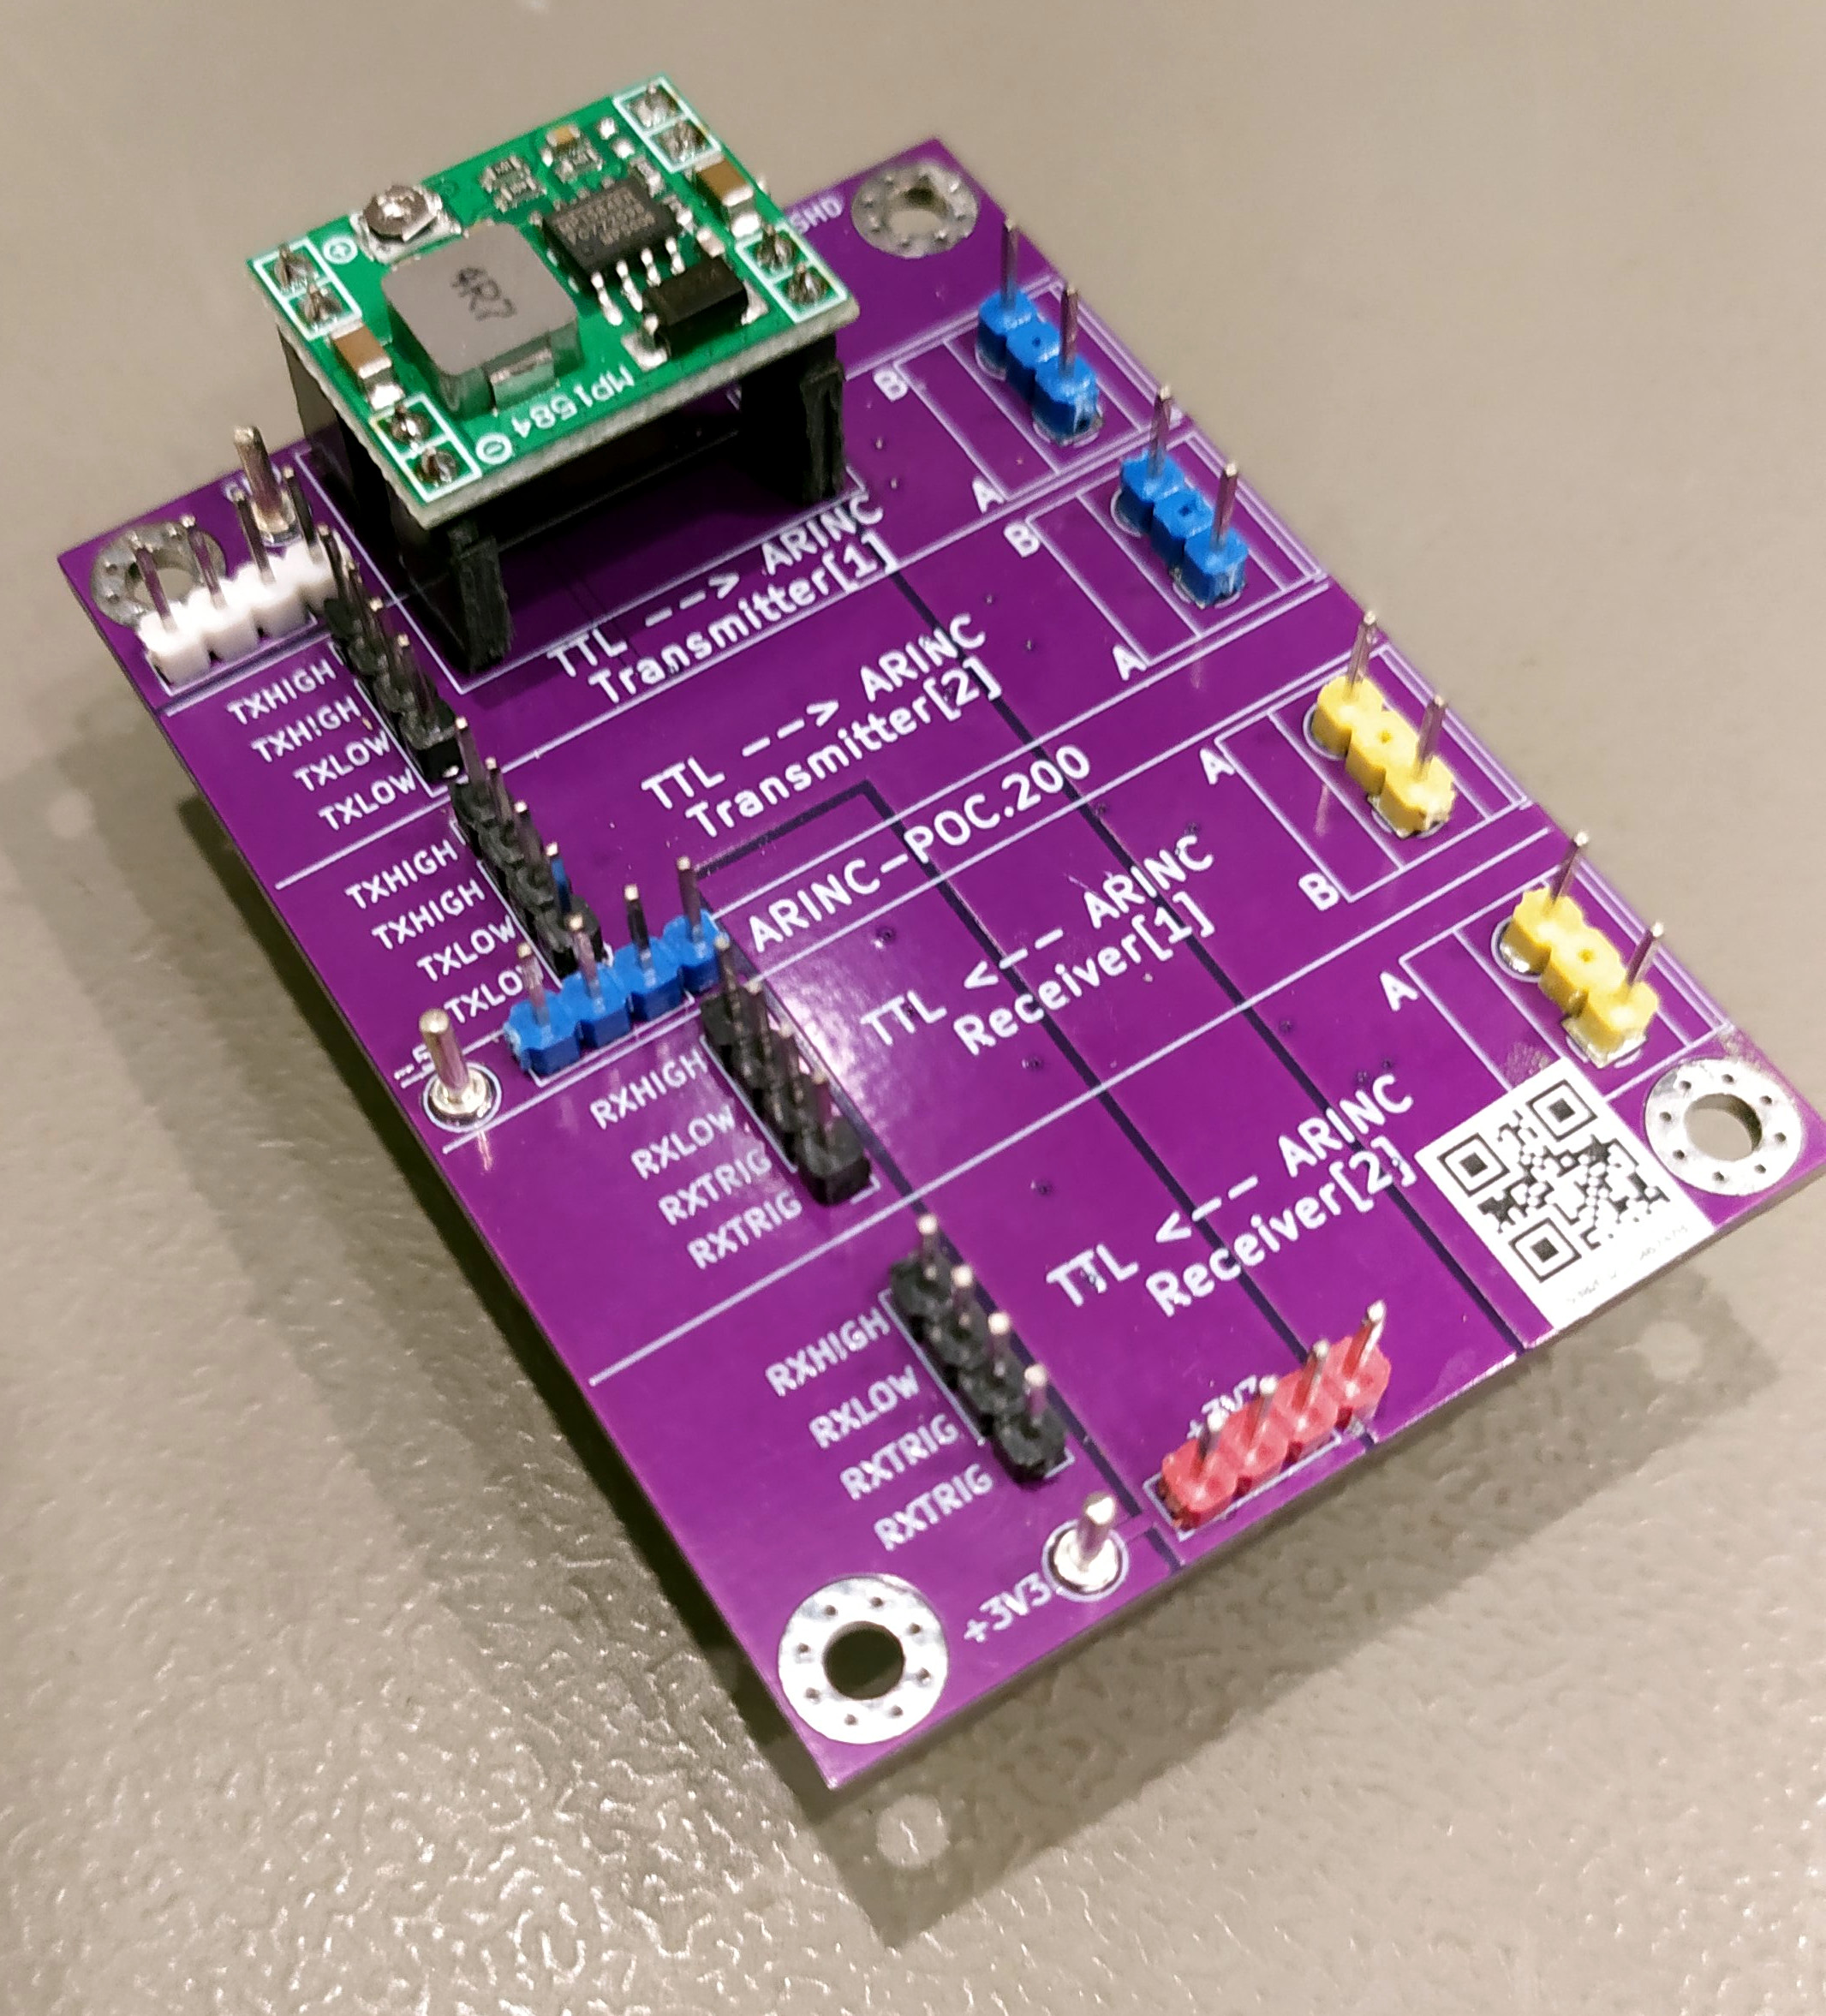 4R7
MP1584
TTL --> ARINC
Transmitter[1]
B
A
TXHIGH
TXHIGH
TXLOW
TXLOW
TTL --> ARINC
Transmitter[2]
B
A
TXHIGH
TXHIGH
TXLOW
ARINC-POC.200
TTL <-- ARINC
Receiver[1]
A
B
RXHIGH
RXLOW
RXTRIG
RXTRIG
TTL <-- ARINC
Receiver[2]
A
RXHIGH
RXLOW
RXTRIG
RXTRIG
+3V3